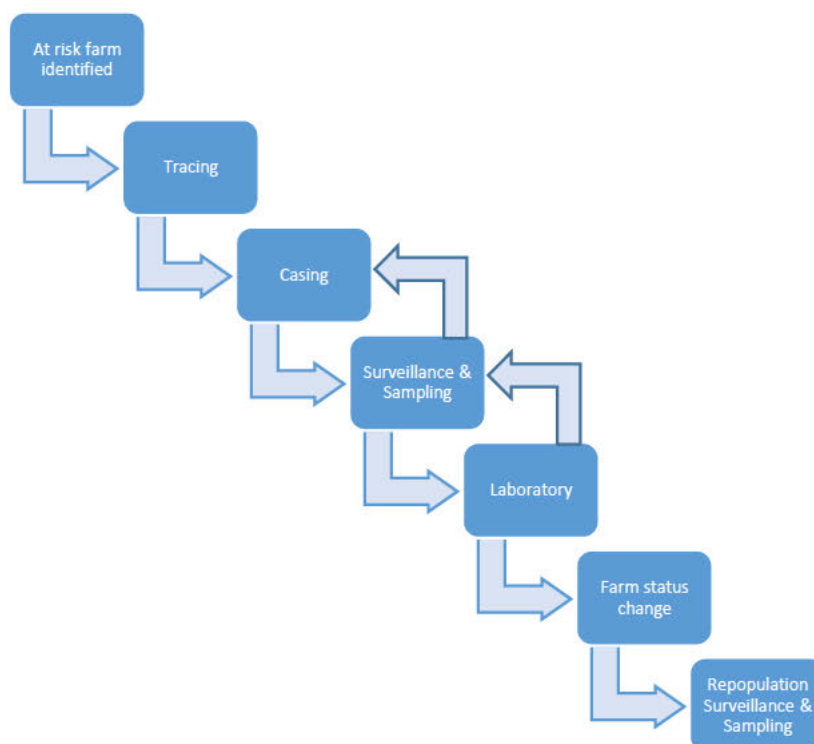 At risk farm
identified
Tracing
Casing
Surveillance &
Sampling
Laboratory
Farm status
change
Repopulation
Surveillance &
Sampling